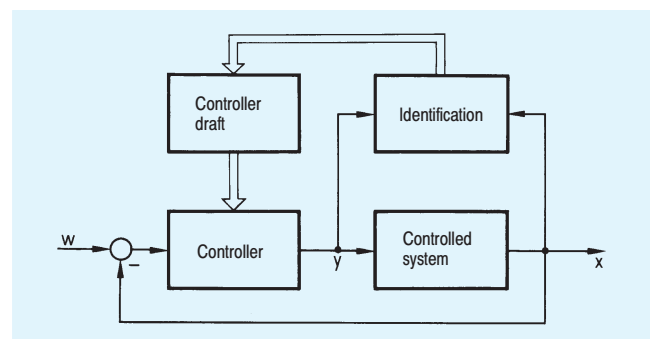 Controller
draft
Identification
w
–
Controller
y
Controlled
system
x